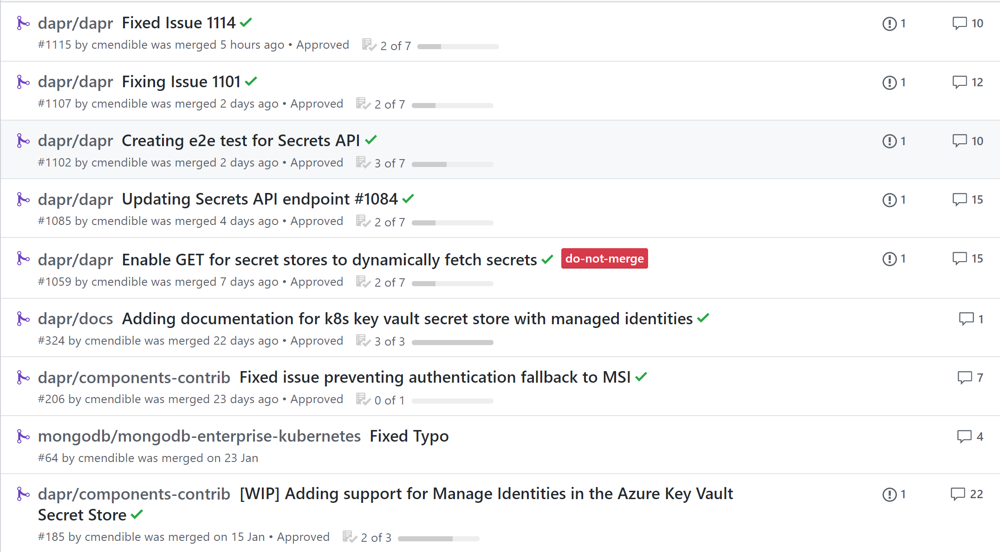 dapr/dapr Fixed Issue 1114 1 10
#1115 by cmendible was merged 5 hours ago • Approved 2 of 7
dapr/dapr Fixing Issue 1101 1 12
#1107 by cmendible was merged 2 days ago • Approved 2 of 7
dapr/dapr Creating e2e test for Secrets API 1 10
#1102 by cmendible was merged 2 days ago • Approved 3 of 7
dapr/dapr Updating Secrets API endpoint #1084 1 15
#1085 by cmendible was merged 4 days ago • Approved 2 of 7
dapr/dapr Enable GET for secret stores to dynamically fetch secrets do-not-merge 1 15
#1059 by cmendible was merged 7 days ago • Approved 2 of 7
dapr/docs Adding documentation for k8s key vault secret store with managed identities 1
#324 by cmendible was merged 22 days ago • Approved 3 of 3
dapr/components-contrib Fixed issue preventing authentication fallback to MSI 7
#206 by cmendible was merged 23 days ago • Approved 0 of 1
mongodb/mongodb-enterprise-kubernetes Fixed Typo 4
#64 by cmendible was merged on 23 Jan
dapr/components-contrib [WIP] Adding support for Manage Identities in the Azure Key Vault 1 22
Secret Store
#185 by cmendible was merged on 15 Jan • Approved 2 of 3